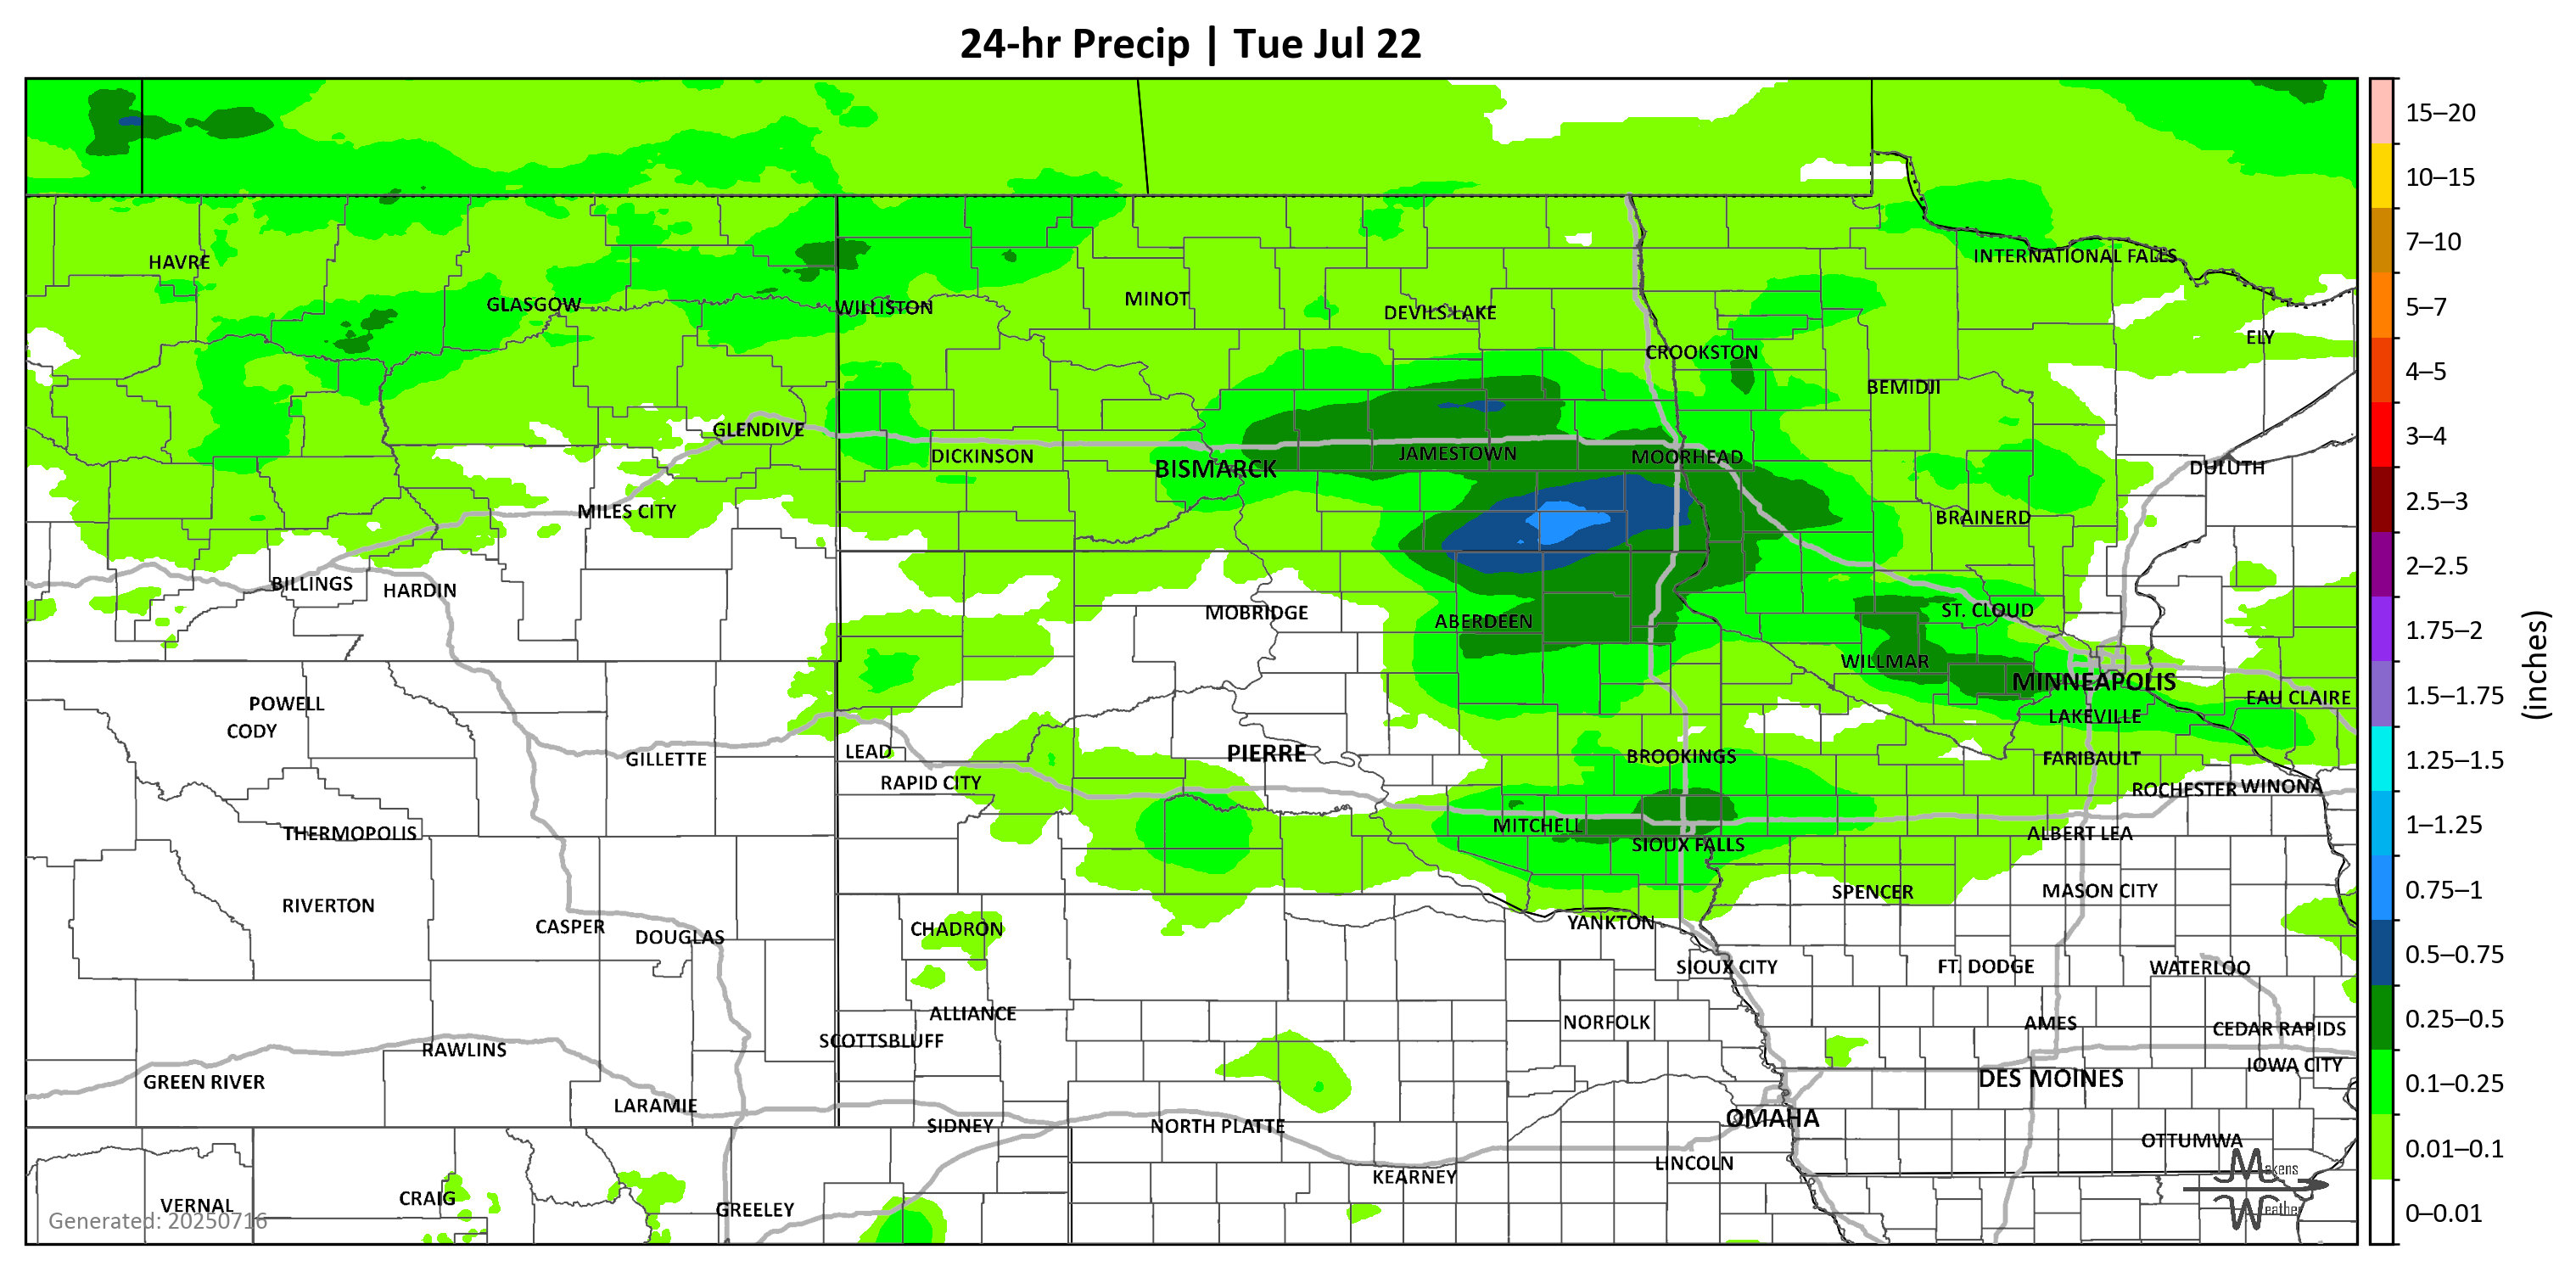 24-hr Precip | Tue Jul 22
15–20
10–15
7–10
5–7
4–5
3–4
2.5–3
2–2.5
1.75–2
1.5–1.75
1.25–1.5
1–1.25
0.75–1
0.5–0.75
0.25–0.5
0.1–0.25
0.01–0.1
0–0.01
(inches)
HAVRE
INTERNATIONAL FALLS
GLASGOW
WILLISTON
MINOT
DEVILS LAKE
ELY
CROOKSTON
BEMIDJI
GLENDIVE
DICKINSON
BISMARCK
JAMESTOWN
MOORHEAD
DULUTH
MILES CITY
BRAINERD
BILLINGS
HARDIN
MOBRIDGE
ABERDEEN
ST. CLOUD
WILLMAR
MINNEAPOLIS
EAU CLAIRE
POWELL
LAKEVILLE
CODY
GILLETTE
LEAD
PIERRE
BROOKINGS
FARIBAULT
RAPID CITY
ROCHESTER
WINONA
THERMOPOLIS
MITCHELL
ALBERT LEA
SIOUX FALLS
RIVERTON
SPENCER
MASON CITY
CASPER
DOUGLAS
CHADRON
YANKTON
SIOUX CITY
FT. DODGE
WATERLOO
ALLIANCE
SCOTTSBLUFF
NORFOLK
AMES
CEDAR RAPIDS
RAWLINS
IOWA CITY
GREEN RIVER
DES MOINES
LARAMIE
SIDNEY
NORTH PLATTE
OMAHA
OTTUMWA
LINCOLN
KEARNEY
VERNAL
CRAIG
GREELEY
Generated: 20250716
Makens
Weather